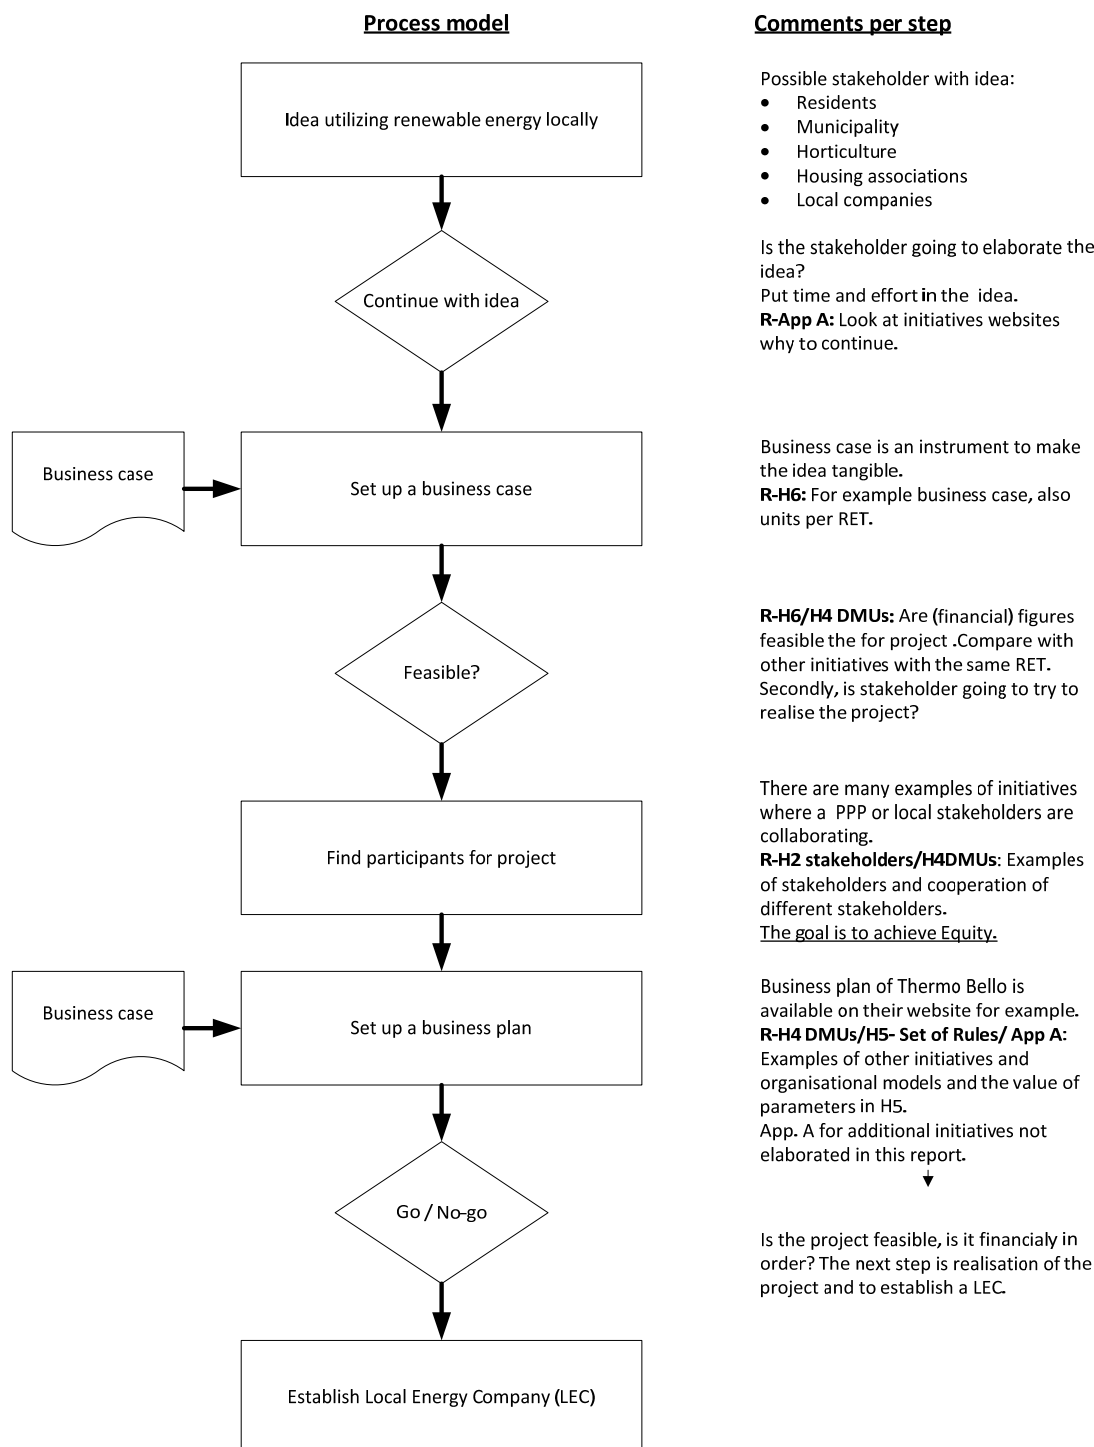 Process model
Comments per step
Idea utilizing renewable energy locally
Possible stakeholder with idea:
• Residents
• Municipality
• Horticulture
• Housing associations
• Local companies
Continue with idea
Is the stakeholder going to elaborate the
idea?
Put time and effort in the idea.
R-App A: Look at initiatives websites
why to continue.
Business case
Set up a business case
Business case is an instrument to make
the idea tangible.
R-H6: For example business case, also
units per RET.
Feasible?
R-H6/H4 DMUs: Are (financial) figures
feasible the for project .Compare with
other initiatives with the same RET.
Secondly, is stakeholder going to try to
realise the project?
Find participants for project
There are many examples of initiatives
where a PPP or local stakeholders are
collaborating.
R-H2 stakeholders/H4DMUs: Examples
of stakeholders and cooperation of
different stakeholders.
The goal is to achieve Equity.
Business case
Set up a business plan
Business plan of Thermo Bello is
available on their website for example.
R-H4 DMUs/H5- Set of Rules/ App A:
Examples of other initiatives and
organisational models and the value of
parameters in H5.
App. A for additional initiatives not
elaborated in this report.
Go / No-go
Is the project feasible, is it financialy in
order? The next step is realisation of the
project and to establish a LEC.
Establish Local Energy Company (LEC)